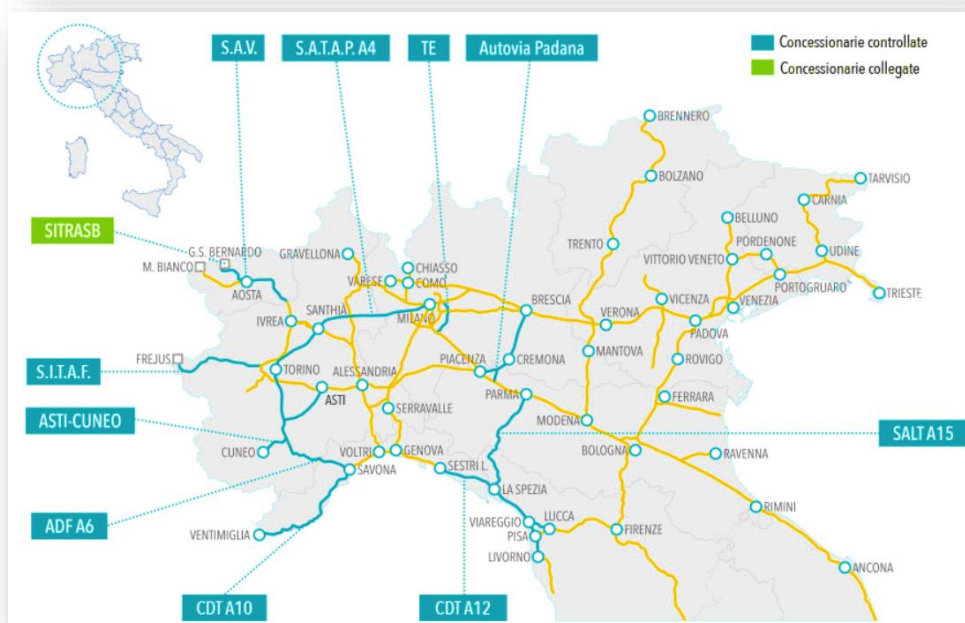 S.A.V.
S.A.T.A.P. A4
TE
Autovia Padana
Concessionarie controllate
Concessionarie collegate
BRENNERO
BOLZANO
TARVISIO
CARNIA
BELLUNO
SITRASB
G.S. BERNARDO
M. BIANCO
GRAVELLONA
TRENTO
PORDENONE
UDINE
VITTORIO VENETO
CHIASSO
VARESE
COMO
AOSTA
PORTOGRUARO
TRIESTE
SANTHIA
IVREA
MILANO
BRESCIA
VERONA
VICENZA
VENEZIA
PADOVA
FREJUS
S.I.T.A.F.
TORINO
ALESSANDRIA
PIACENZA
CREMONA
MANTOVA
ROVIGO
ASTI
PARMA
FERRARA
ASTI-CUNEO
SERRAVALLE
MODENA
SALT A15
CUNEO
VOLTRI
GENOVA
BOLOGNA
RAVENNA
SAVONA
SESTRI L.
LA SPEZIA
ADF A6
VENTIMIGLIA
VIAREGGIO
LUCCA
PISA
FIRENZE
RIMINI
LIVORNO
ANCONA
CDT A10
CDT A12